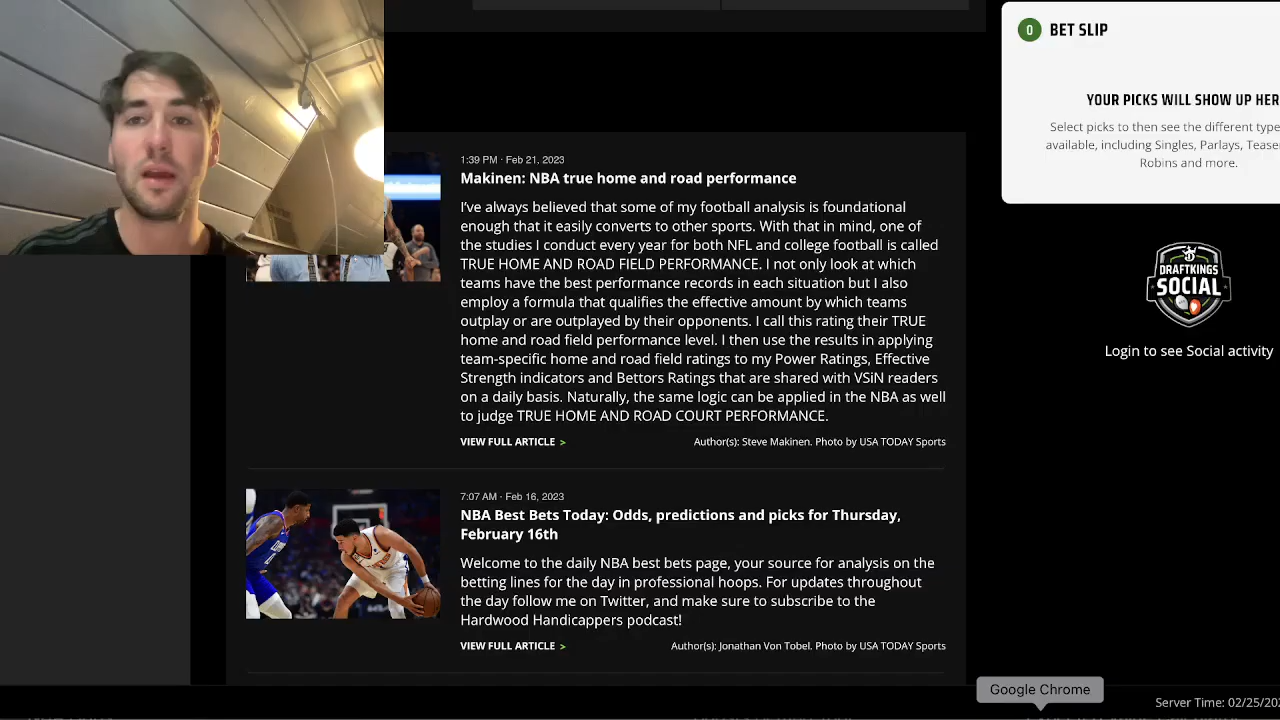 0 BET SLIP
YOUR PICKS WILL SHOW UP HER
Select picks to then see the different type
available, including Singles, Parlays, Tease
Robins and more.
1:39 PM · Feb 21, 2023
Makinen: NBA true home and road performance
I’ve always believed that some of my football analysis is foundational
enough that it easily converts to other sports. With that in mind, one of
the studies I conduct every year for both NFL and college football is called
TRUE HOME AND ROAD FIELD PERFORMANCE. I not only look at which
teams have the best performance records in each situation but I also
employ a formula that qualifies the effective amount by which teams
outplay or are outplayed by their opponents. I call this rating their TRUE
home and road field performance level. I then use the results in applying
team-specific home and road field ratings to my Power Ratings, Effective
Strength indicators and Bettors Ratings that are shared with VSiN readers
on a daily basis. Naturally, the same logic can be applied in the NBA as well
to judge TRUE HOME AND ROAD COURT PERFORMANCE.
VIEW FULL ARTICLE > Author(s): Steve Makinen. Photo by USA TODAY Sports
DRAFTKINGS
SOCIAL
Login to see Social activity
7:07 AM · Feb 16, 2023
NBA Best Bets Today: Odds, predictions and picks for Thursday,
February 16th
Welcome to the daily NBA best bets page, your source for analysis on the
betting lines for the day in professional hoops. For updates throughout
the day follow me on Twitter, and make sure to subscribe to the
Hardwood Handicappers podcast!
VIEW FULL ARTICLE > Author(s): Jonathan Von Tobel. Photo by USA TODAY Sports
Google Chrome
Server Time: 02/25/202